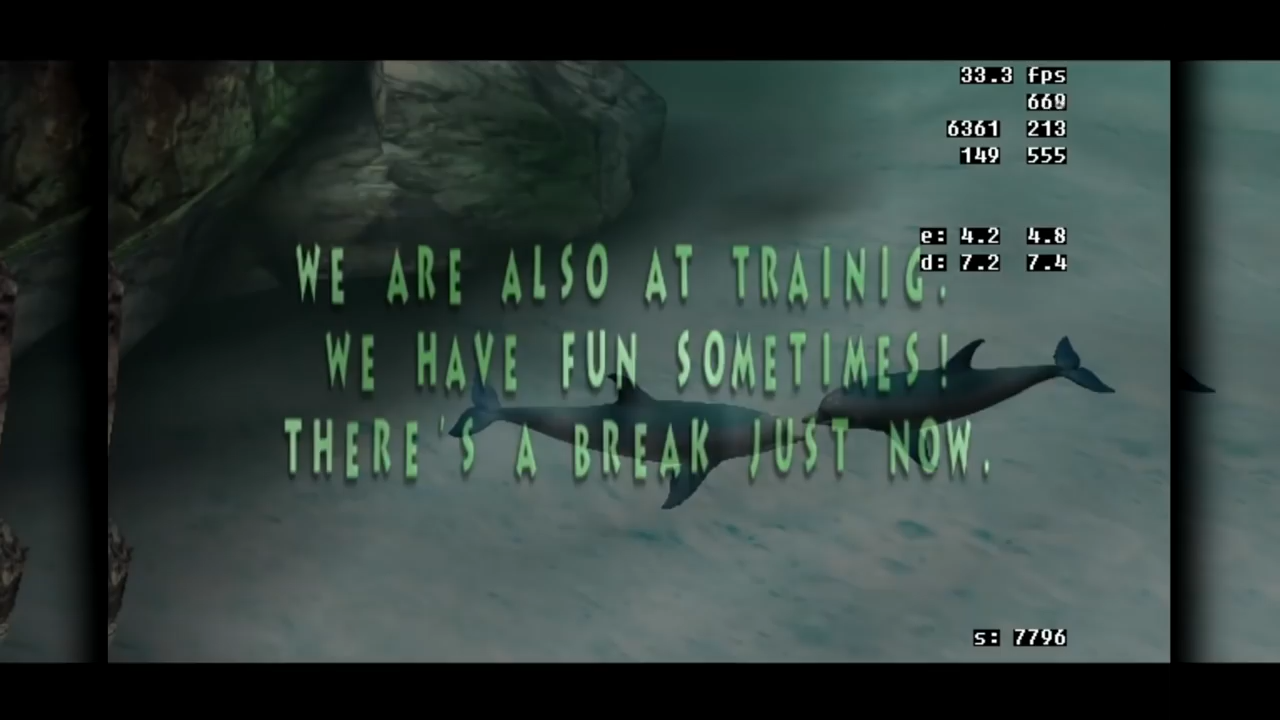 33.3 fps
669
6361 213
149 555
e: 4.2 4.8
d: 7.2 7.4
WE ARE ALSO AT TRAINIG.
WE HAVE FUN SOMETIMES!
THERE'S A BREAK JUST NOW.
s: 7796